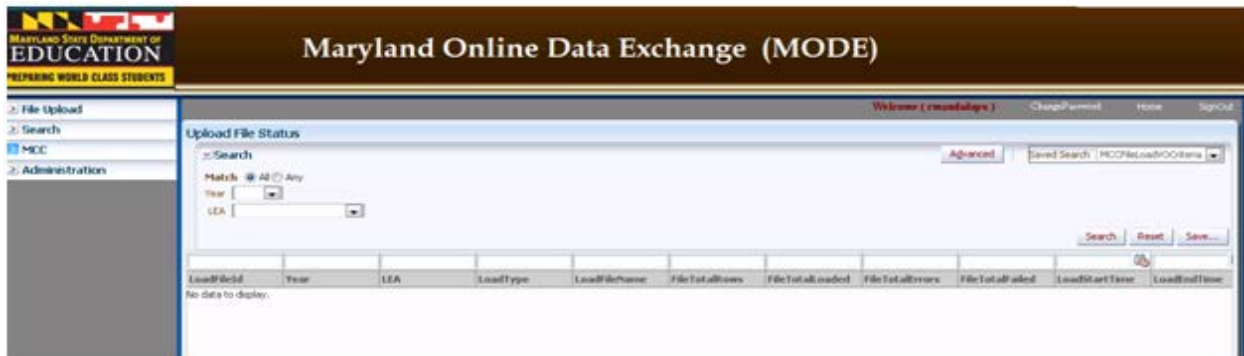 MARYLAND STATE DEPARTMENT OF
EDUCATION
PREPARING WORLD CLASS STUDENTS
Maryland Online Data Exchange (MODE)
Welcome ChangePassword Home SignOut
File Upload
Search
MCC
Administration
Upload File Status
Search
Advanced Saved Search
Match All Any
Year
LEA
Search Reset Save...
LoadFileId Year LEA LoadType LoadFileName FileTotalRows FileTotalLoaded FileTotalErrors FileTotalFailed LoadStartTime LoadEndTime
No data to display.